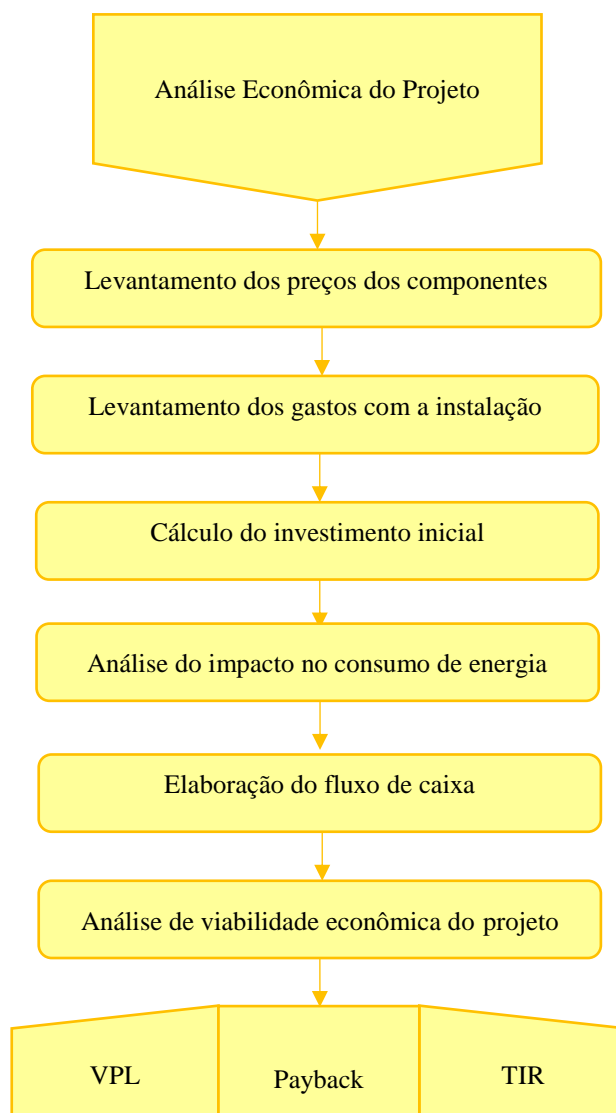 Análise Econômica do Projeto
Levantamento dos preços dos componentes
Levantamento dos gastos com a instalação
Cálculo do investimento inicial
Análise do impacto no consumo de energia
Elaboração do fluxo de caixa
Análise de viabilidade econômica do projeto
VPL
Payback
TIR